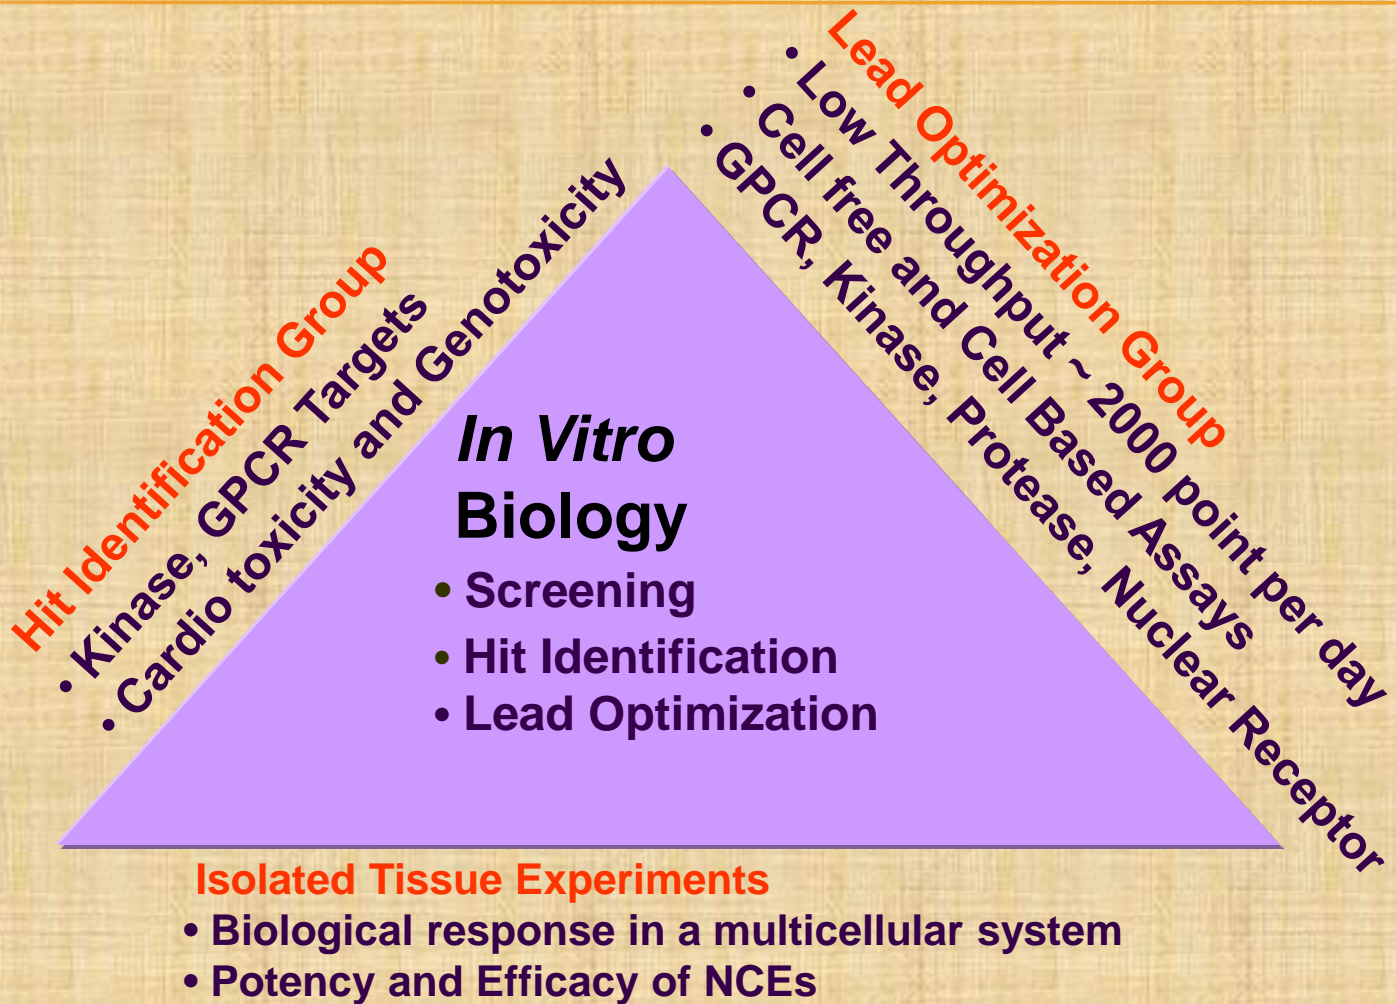 Hit Identification Group
• Kinase, GPCR Targets
• Cardio toxicity and Genotoxicity
Lead Optimization Group
• Low Throughput ~ 2000 point per day
• Cell free and Cell Based Assays
• GPCR, Kinase, Protease, Nuclear Receptor
In Vitro
Biology
• Screening
• Hit Identification
• Lead Optimization
Isolated Tissue Experiments
• Biological response in a multicellular system
• Potency and Efficacy of NCEs